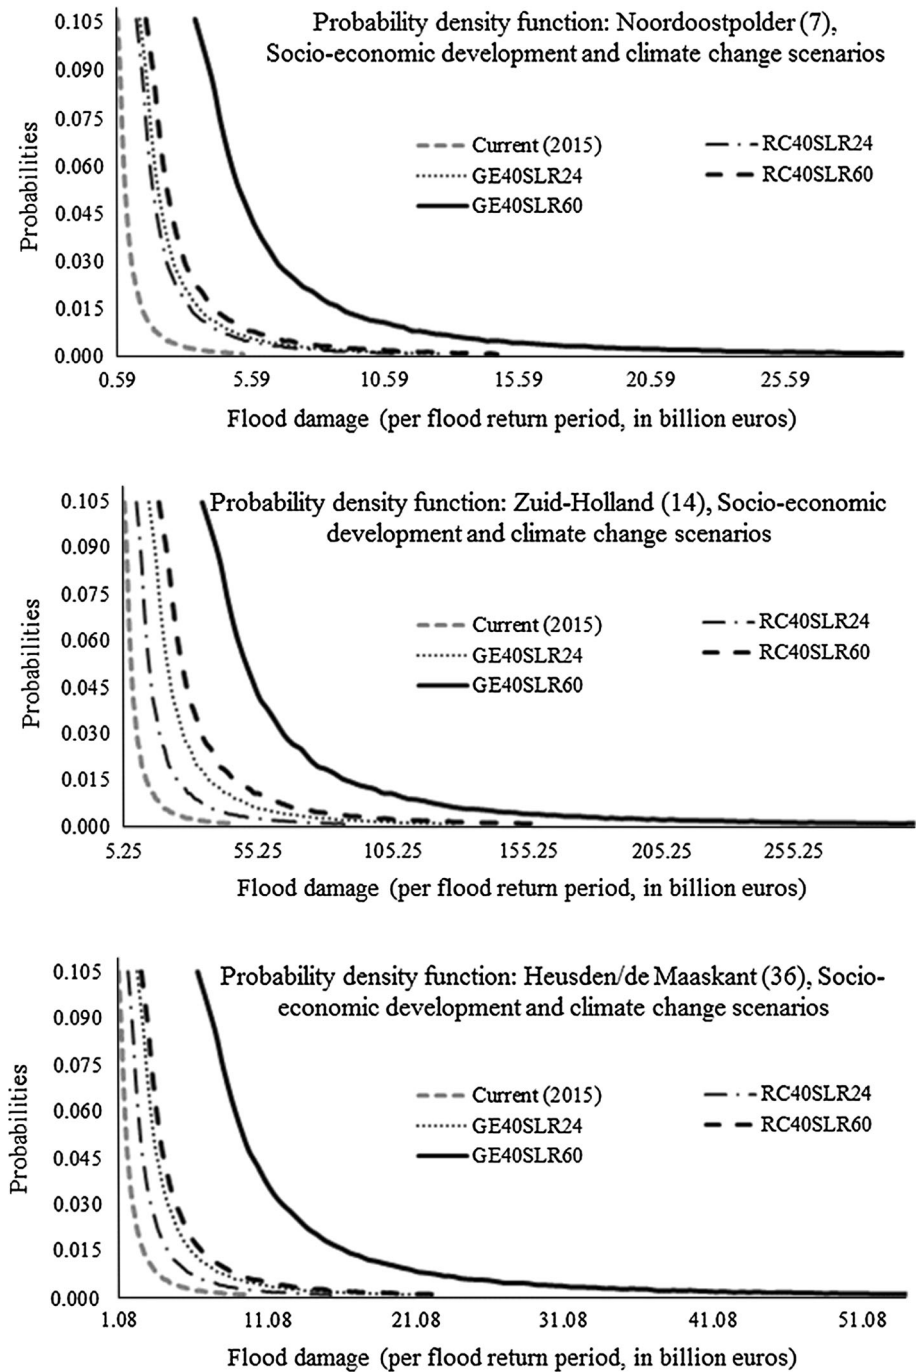 Probability density function: Noordoostpolder (7),
Socio-economic development and climate change scenarios
Probabilities
0.105
0.090
0.075
0.060
0.045
0.030
0.015
0.000
Current (2015)
GE40SLR24
GE40SLR60
RC40SLR24
RC40SLR60
0.59
5.59
10.59
15.59
20.59
25.59
Flood damage (per flood return period, in billion euros)
Probability density function: Zuid-Holland (14), Socio-economic
development and climate change scenarios
Probabilities
0.105
0.090
0.075
0.060
0.045
0.030
0.015
0.000
Current (2015)
GE40SLR24
GE40SLR60
RC40SLR24
RC40SLR60
5.25
55.25
105.25
155.25
205.25
255.25
Flood damage (per flood return period, in billion euros)
Probability density function: Heusden/de Maaskant (36), Socio-
economic development and climate change scenarios
Probabilities
0.105
0.090
0.075
0.060
0.045
0.030
0.015
0.000
Current (2015)
GE40SLR24
GE40SLR60
RC40SLR24
RC40SLR60
1.08
11.08
21.08
31.08
41.08
51.08
Flood damage (per flood return period, in billion euros)